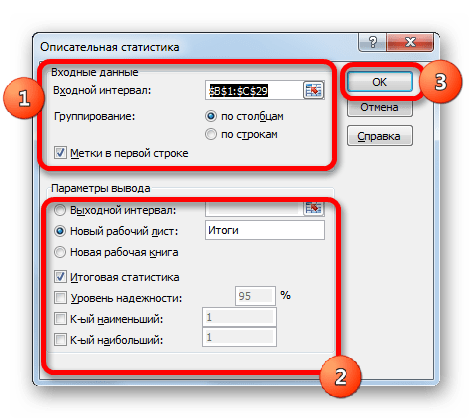 Описательная статистика
?
X
Входные данные
Входной интервал:
$B$1:$C$29
Группирование:
по столбцам
по строкам
Метки в первой строке
1
OK
Отмена
Справка
3
Параметры вывода
Выходной интервал:
Новый рабочий лист:
Итоги
Новая рабочая книга
Итоговая статистика
Уровень надежности:
95 %
К-ый наименьший:
1
К-ый наибольший:
1
2